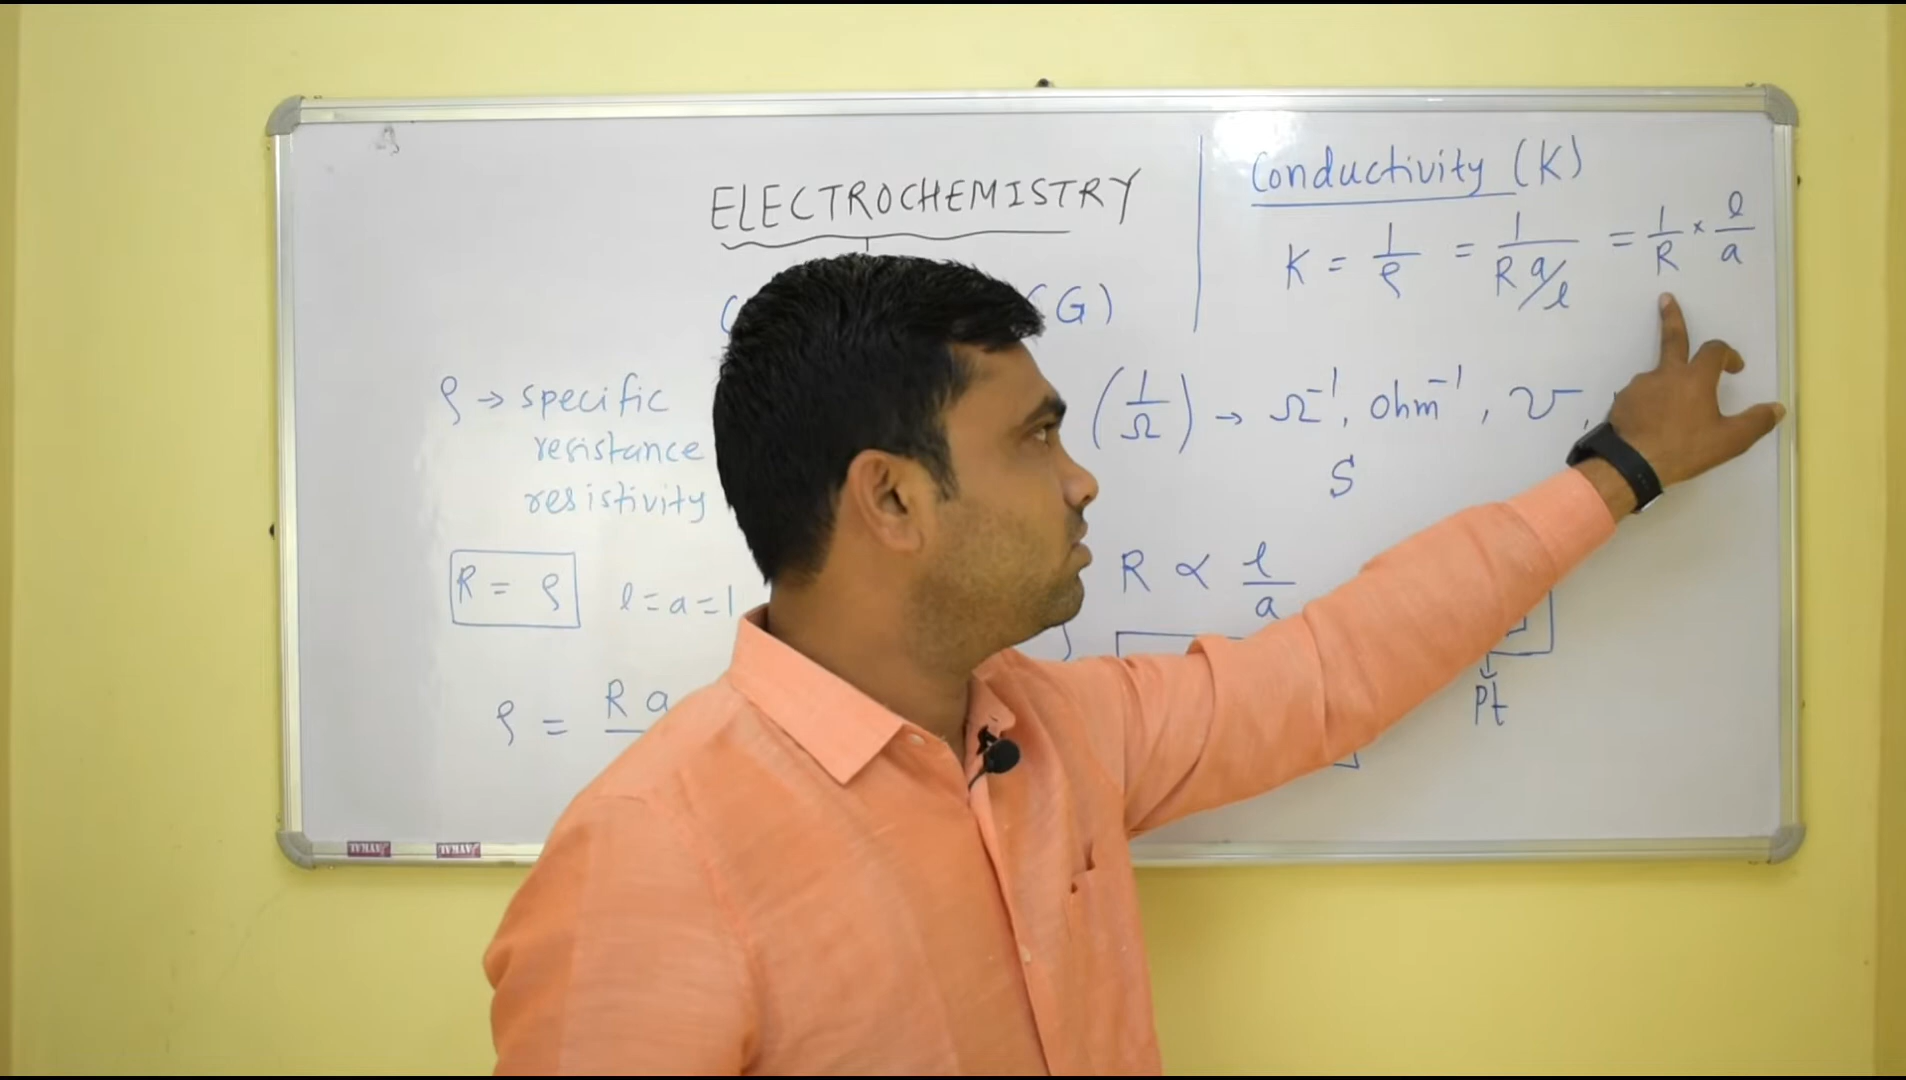 ELECTROCHEMISTRY
(G)
ρ → specific
resistance
resistivity
R = ρ
l = a = 1
ρ = R a
Conductivity (K)
K = 1/ρ = 1/(R a/l) = 1/R × l/a
(1/Ω) → Ω⁻¹, Ohm⁻¹, ℧,
S
R ∝ l/a
Pt